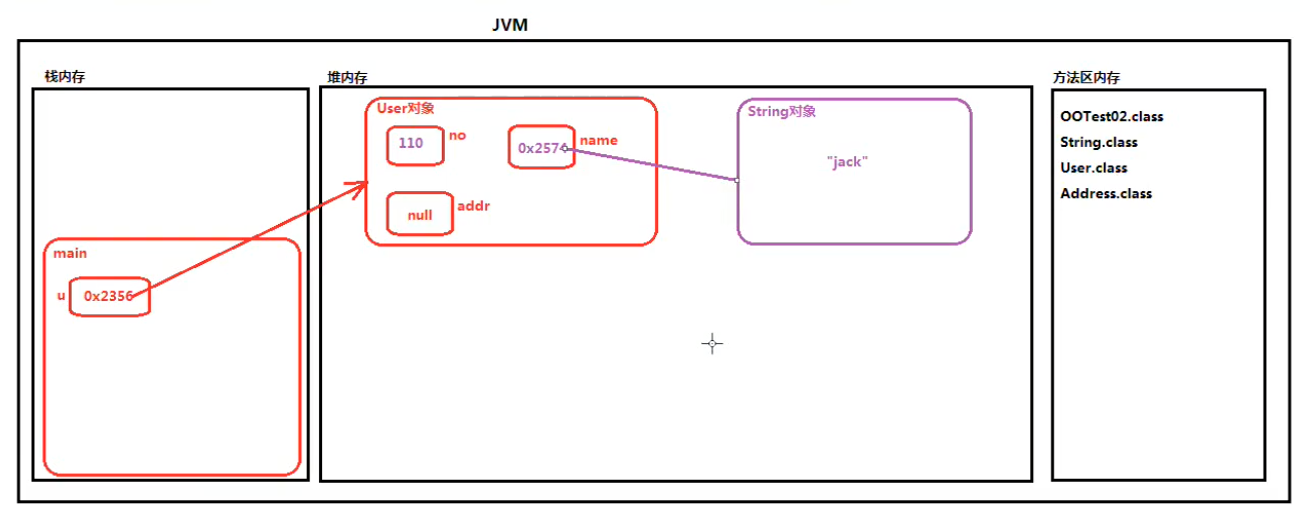 JVM
栈内存
堆内存
方法区内存
User对象
110
no
0x2574
name
null
addr
String对象
"jack"
OOTest02.class
String.class
User.class
Address.class
main
u
0x2356